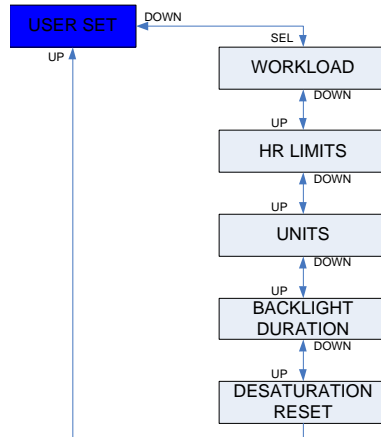 USER SET
DOWN
SEL
UP
WORKLOAD
DOWN
UP
HR LIMITS
DOWN
UP
UNITS
DOWN
UP
BACKLIGHT
DURATION
DOWN
UP
DESATURATION
RESET